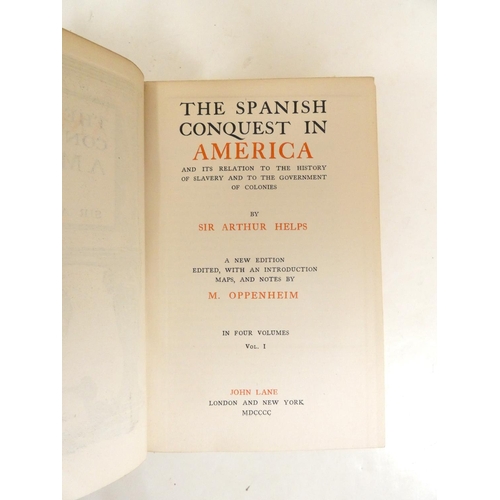 THE SPANISH
CONQUEST IN
AMERICA
AND ITS RELATION TO THE HISTORY
OF SLAVERY AND TO THE GOVERNMENT
OF COLONIES
BY
SIR ARTHUR HELPS
A NEW EDITION
EDITED, WITH AN INTRODUCTION
MAPS, AND NOTES BY
M. OPPENHEIM
IN FOUR VOLUMES
VOL. I
JOHN LANE
LONDON AND NEW YORK
MDCCCC